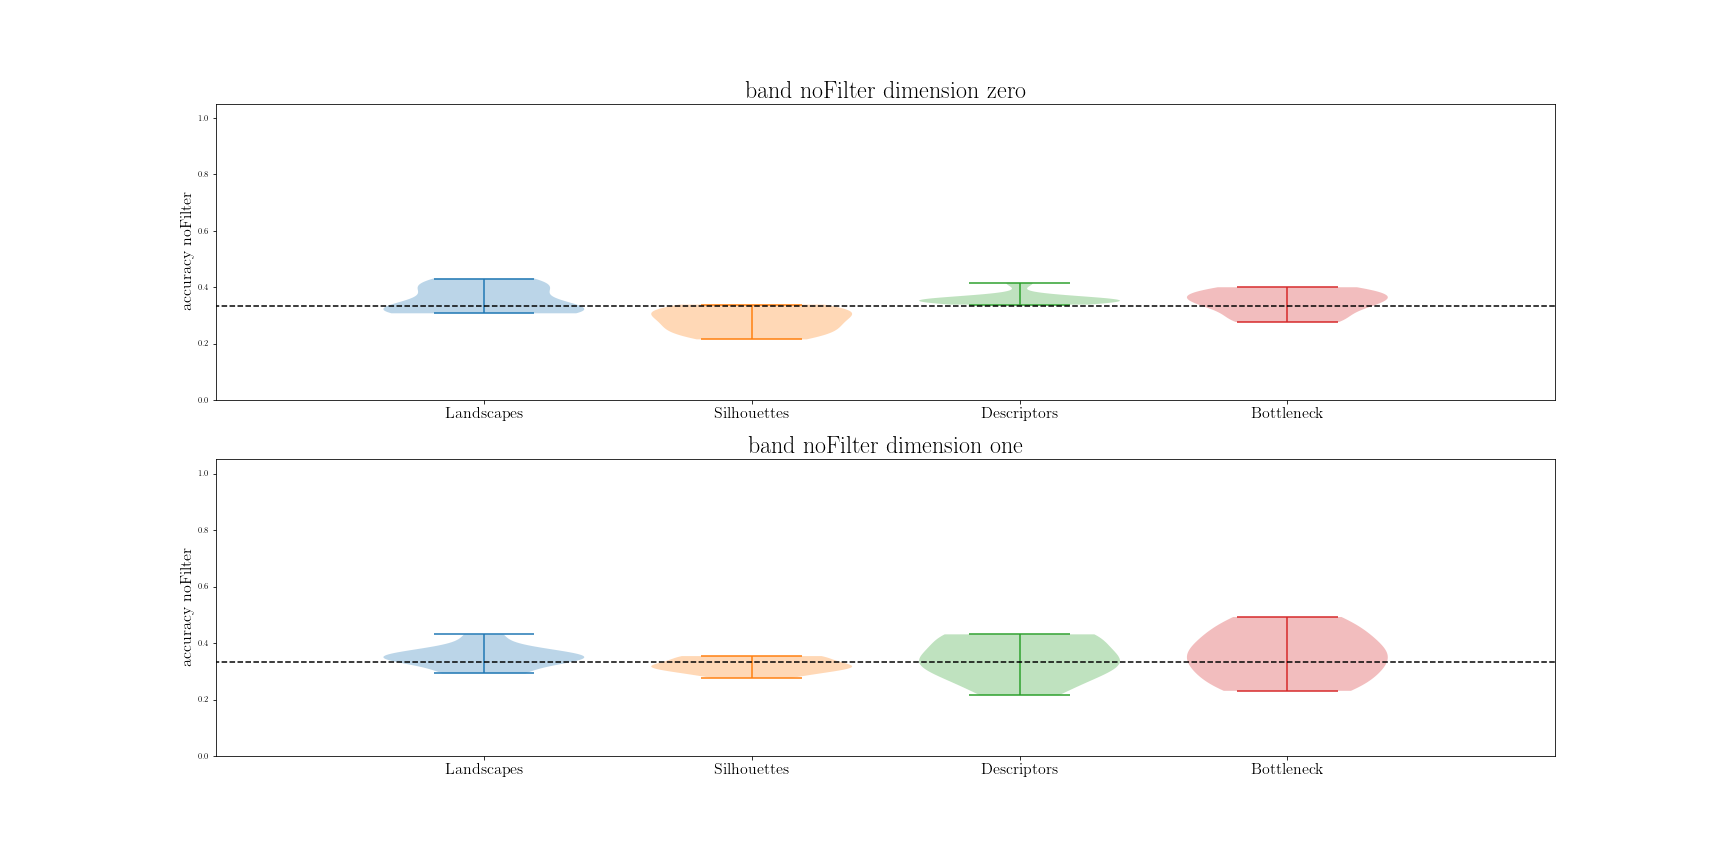 band noFilter dimension zero
accuracy noFilter
1.0
0.8
0.6
0.4
0.2
0.0
Landscapes Silhouettes Descriptors Bottleneck
band noFilter dimension one
accuracy noFilter
1.0
0.8
0.6
0.4
0.2
0.0
Landscapes Silhouettes Descriptors Bottleneck